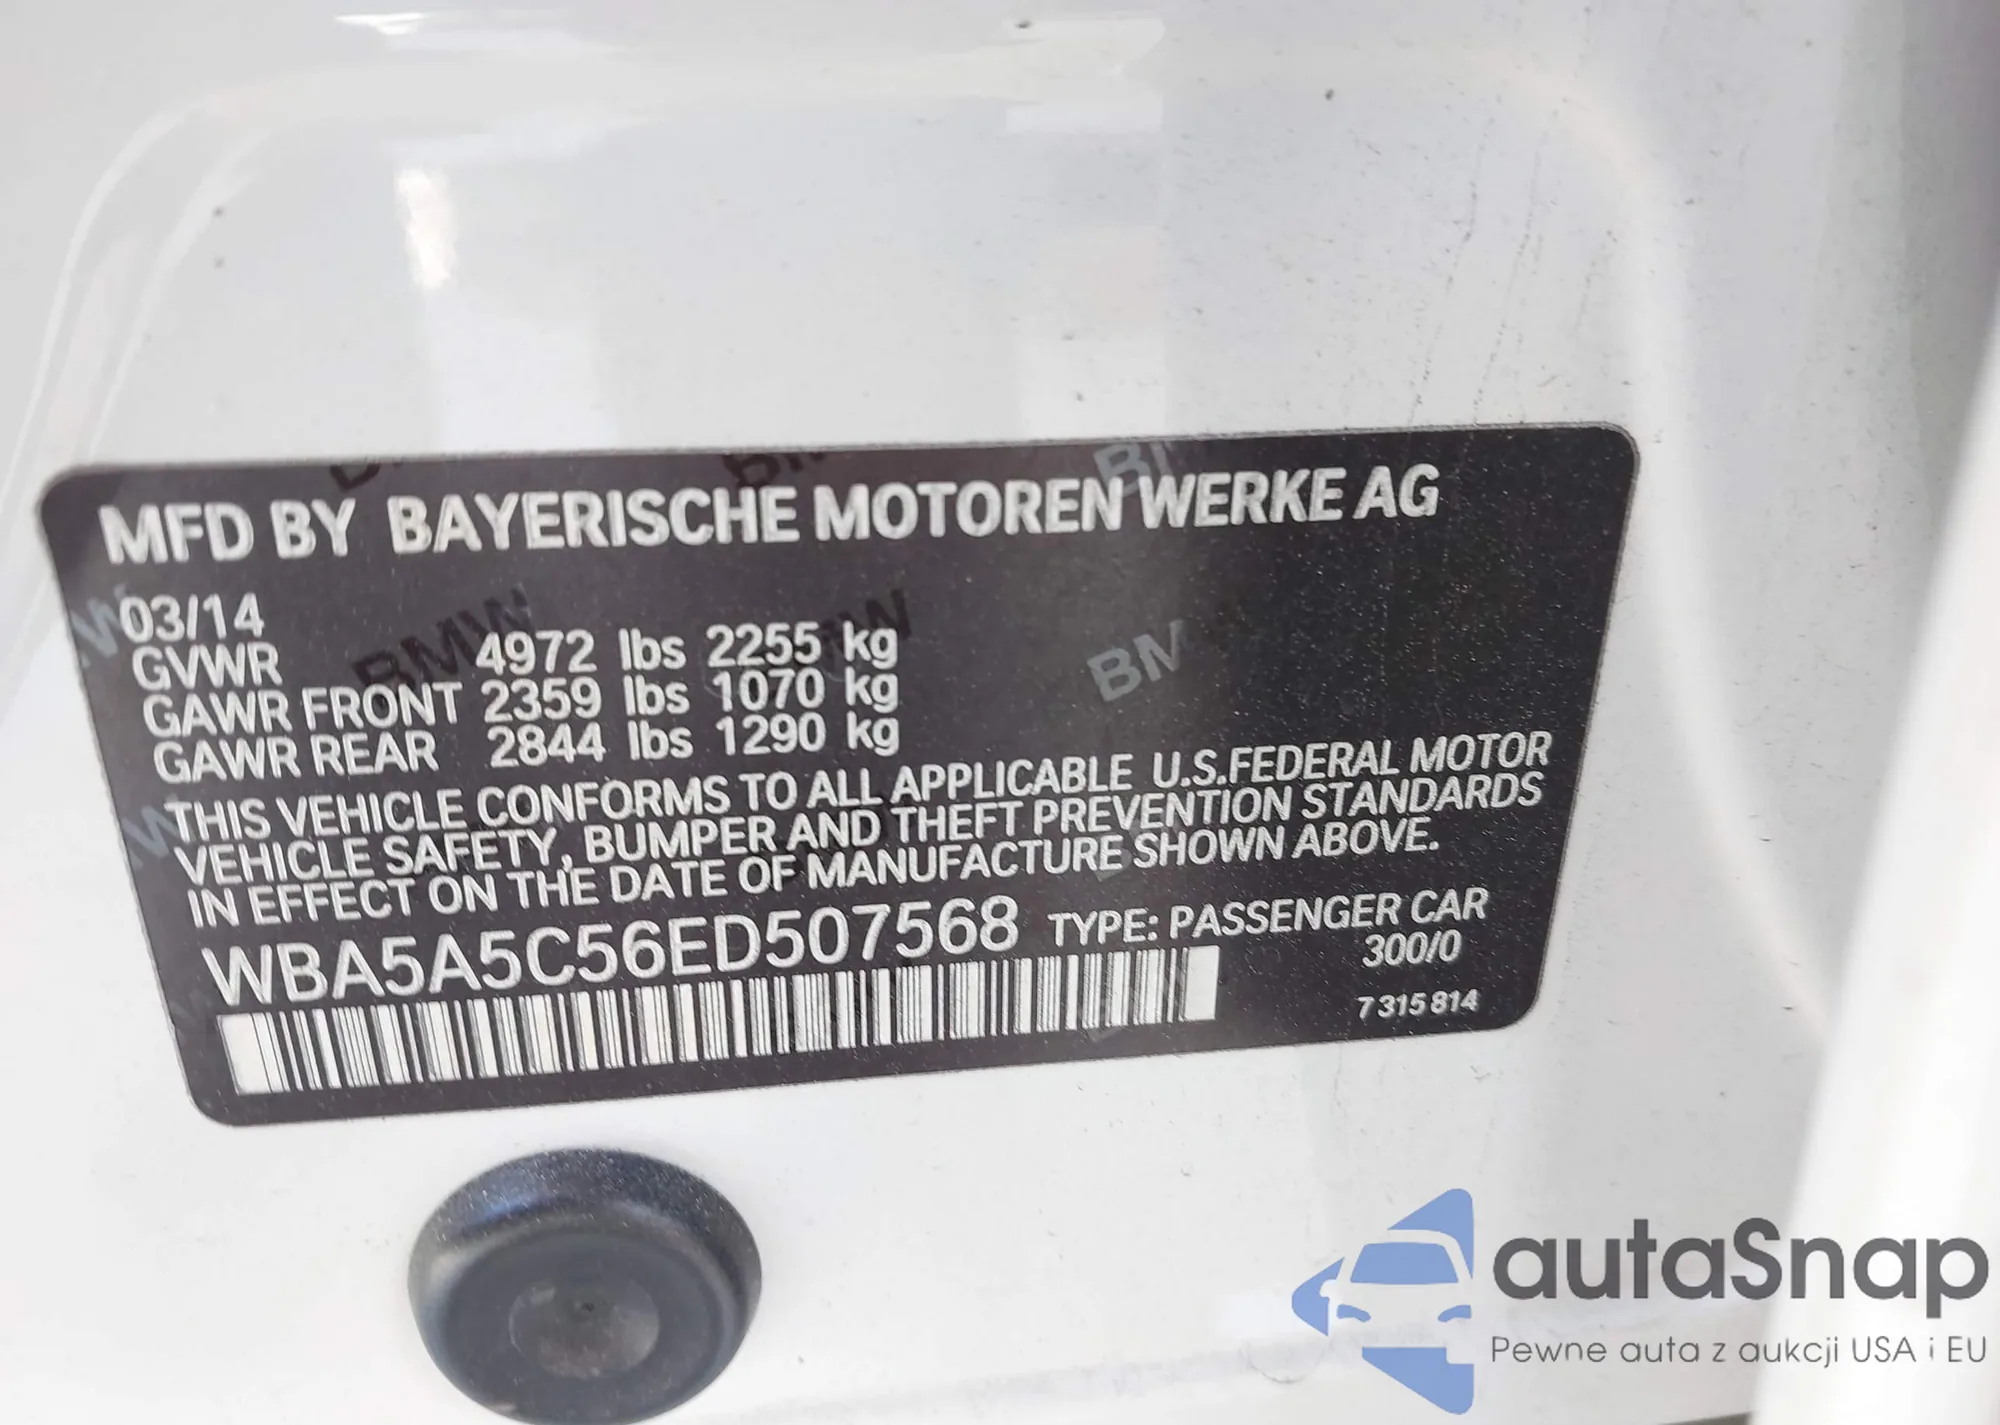 MFD BY BAYERISCHE MOTOREN WERKE AG
03/14
GVWR 4972 lbs 2255 kg
GAWR FRONT 2359 lbs 1070 kg
GAWR REAR 2844 lbs 1290 kg
THIS VEHICLE CONFORMS TO ALL APPLICABLE U.S.FEDERAL MOTOR
VEHICLE SAFETY, BUMPER AND THEFT PREVENTION STANDARDS
IN EFFECT ON THE DATE OF MANUFACTURE SHOWN ABOVE.
WBA5A5C56ED507568 TYPE: PASSENGER CAR
300/0
7 315 814
BMW
BMW
BMW
autaSnap
Pewne auta z aukcji USA i EU